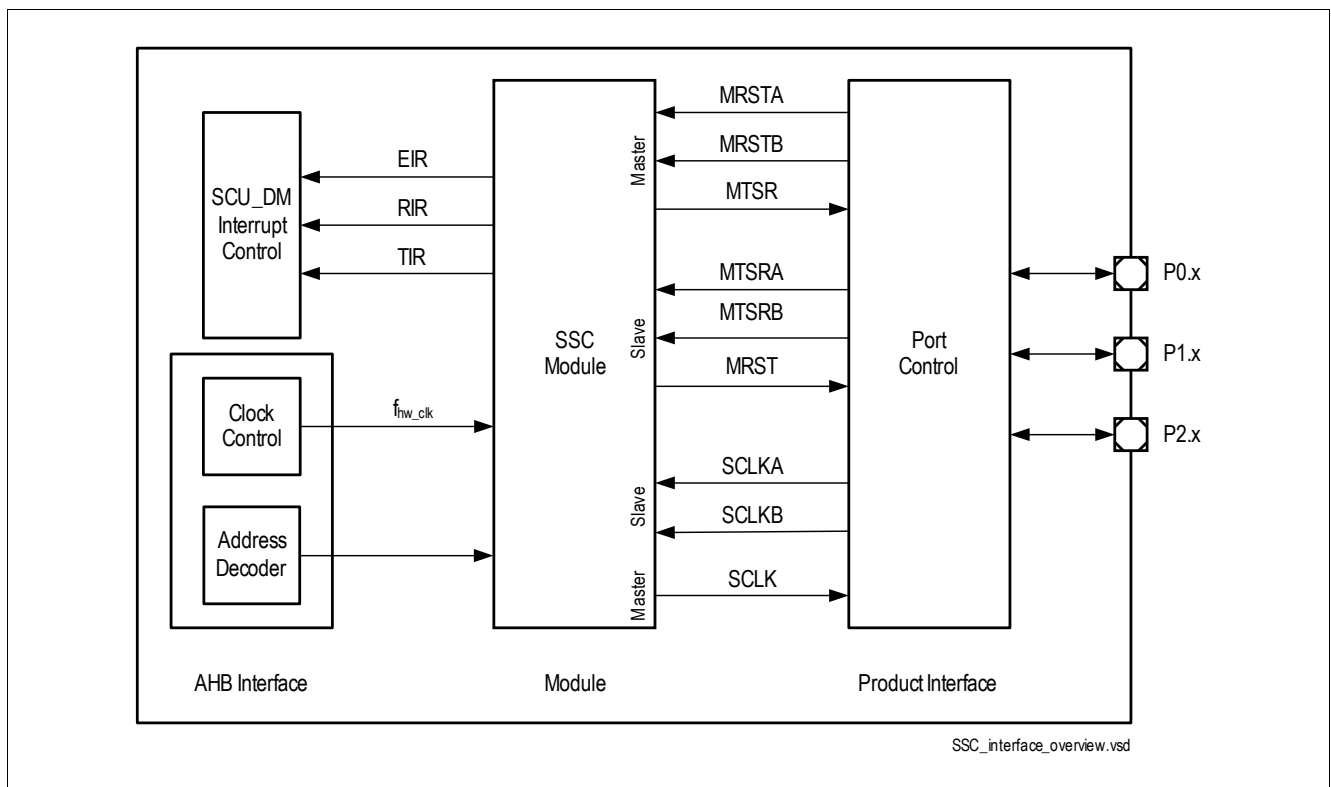 SCU_DM
Interrupt
Control
EIR
RIR
TIR
Clock
Control
fhw_clk
Address
Decoder
AHB Interface
SSC
Module
Master
Slave
Slave
Master
Module
MRSTA
MRSTB
MTSR
MTSRA
MTSRB
MRST
SCLKA
SCLKB
SCLK
Port
Control
Product Interface
P0.x
P1.x
P2.x
SSC_interface_overview.vsd